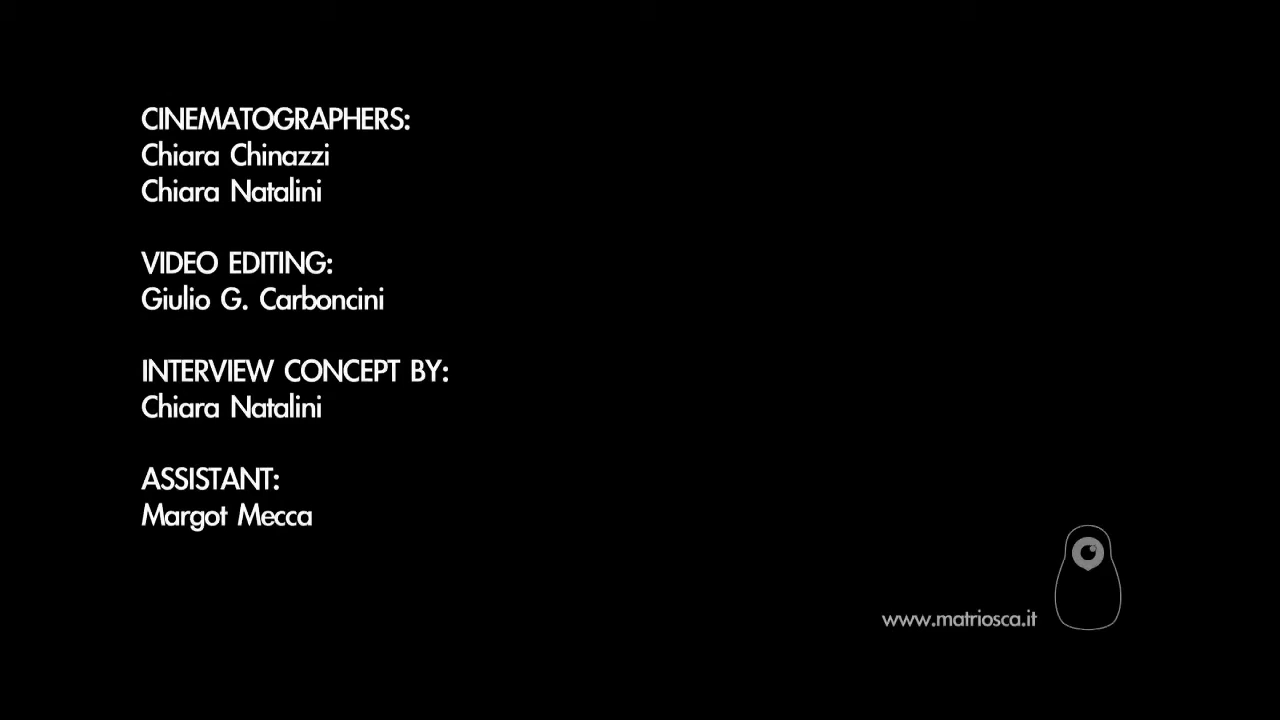 CINEMATOGRAPHERS:
Chiara Chinazzi
Chiara Natalini
VIDEO EDITING:
Giulio G. Carboncini
INTERVIEW CONCEPT BY:
Chiara Natalini
ASSISTANT:
Margot Mecca
www.matriosca.it